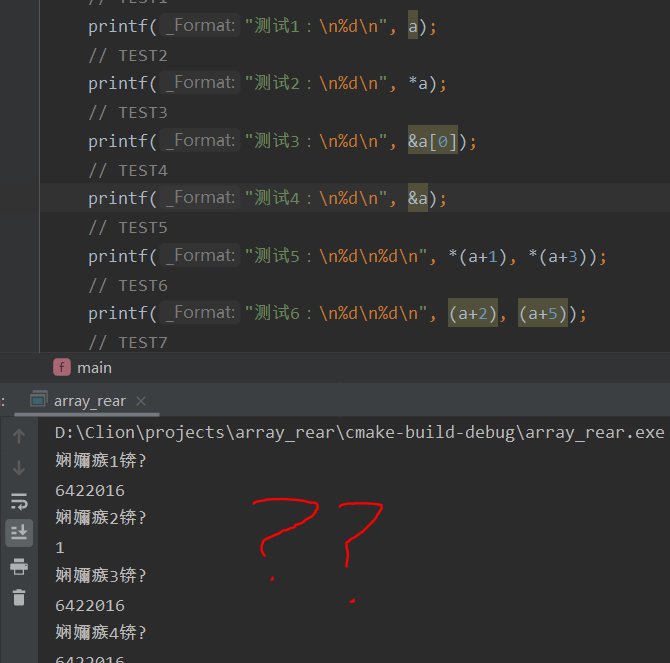 // TEST1
printf( _Format: "测试1：\n%d\n", a);
// TEST2
printf( _Format: "测试2：\n%d\n", *a);
// TEST3
printf( _Format: "测试3：\n%d\n", &a[0]);
// TEST4
printf( _Format: "测试4：\n%d\n", &a);
// TEST5
printf( _Format: "测试5：\n%d\n%d\n", *(a+1), *(a+3));
// TEST6
printf( _Format: "测试6：\n%d\n%d\n", (a+2), (a+5));
// TEST7
f main
: array_rear ×
D:\Clion\projects\array_rear\cmake-build-debug\array_rear.exe
娴嬭瘯1锛?
6422016
娴嬭瘯2锛?
1
娴嬭瘯3锛?
6422016
娴嬭瘯4锛?
6422016
? ?